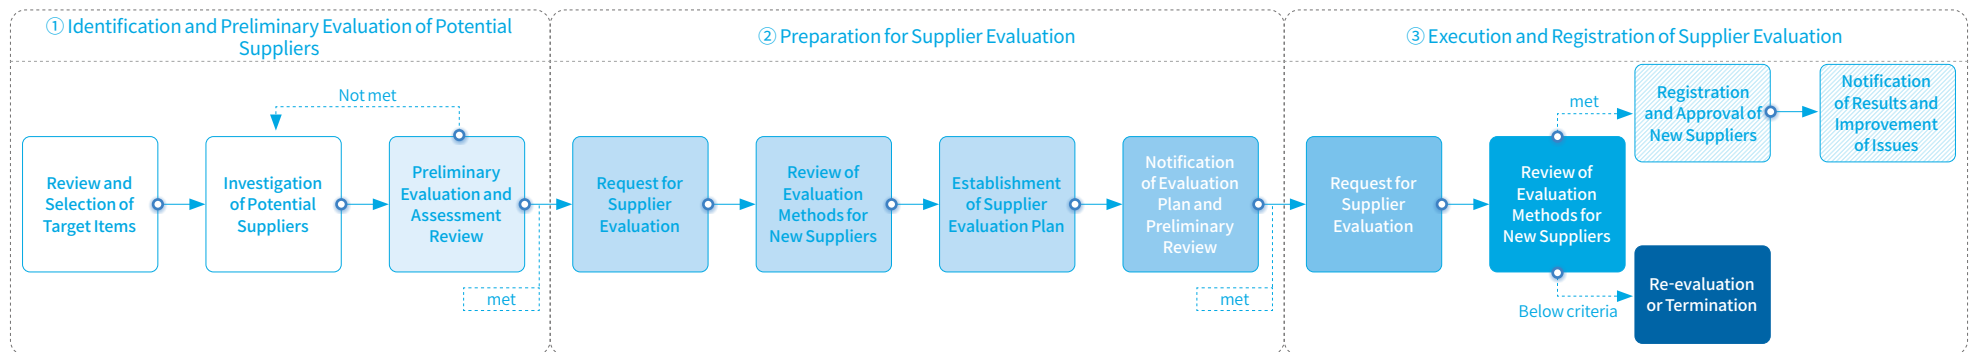 ① Identification and Preliminary Evaluation of Potential
Suppliers
② Preparation for Supplier Evaluation
③ Execution and Registration of Supplier Evaluation
Not met
Review and
Selection of
Target Items
Investigation
of Potential
Suppliers
Preliminary
Evaluation and
Assessment
Review
met
Request for
Supplier
Evaluation
Review of
Evaluation
Methods for
New Suppliers
Establishment
of Supplier
Evaluation Plan
Notification
of Evaluation
Plan and
Preliminary
Review
met
Request for
Supplier
Evaluation
Review of
Evaluation
Methods for
New Suppliers
met
Registration
and Approval of
New Suppliers
Notification
of Results and
Improvement
of Issues
Below criteria
Re-evaluation
or Termination